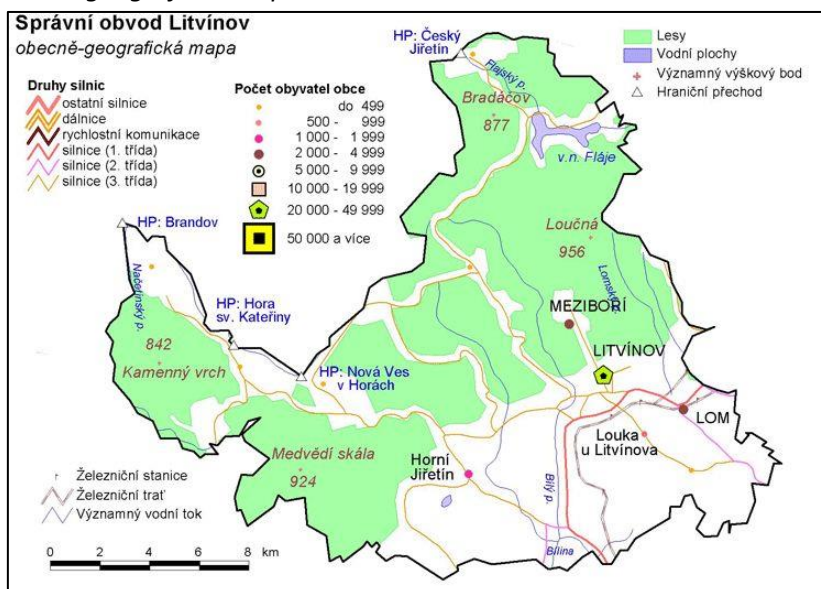 Správní obvod Litvínov
obecně-geografická mapa
Druhy silnic
ostatní silnice
dálnice
rychlostní komunikace
silnice (1. třída)
silnice (2. třída)
silnice (3. třída)
Počet obyvatel obce
do 499
500 - 999
1 000 - 1 999
2 000 - 4 999
5 000 - 9 999
10 000 - 19 999
20 000 - 49 999
50 000 a více
Lesy
Vodní plochy
Významný výškový bod
Hraniční přechod
HP: Český
Jiřetín
Flajský p.
Bradáčov
877
v.n. Fláje
HP: Brandov
Loučná
956
Načetínský p.
Lomský p.
HP: Hora
sv. Kateřiny
MEZIBOŘÍ
842
Kamenný vrch
LITVÍNOV
HP: Nová Ves
v Horách
LOM
Louka
u Litvínova
Medvědí skála
924
Horní
Jiřetín
Bílý p.
Bílina
Železniční stanice
Železniční trať
Významný vodní tok
0 2 4 6 8 km